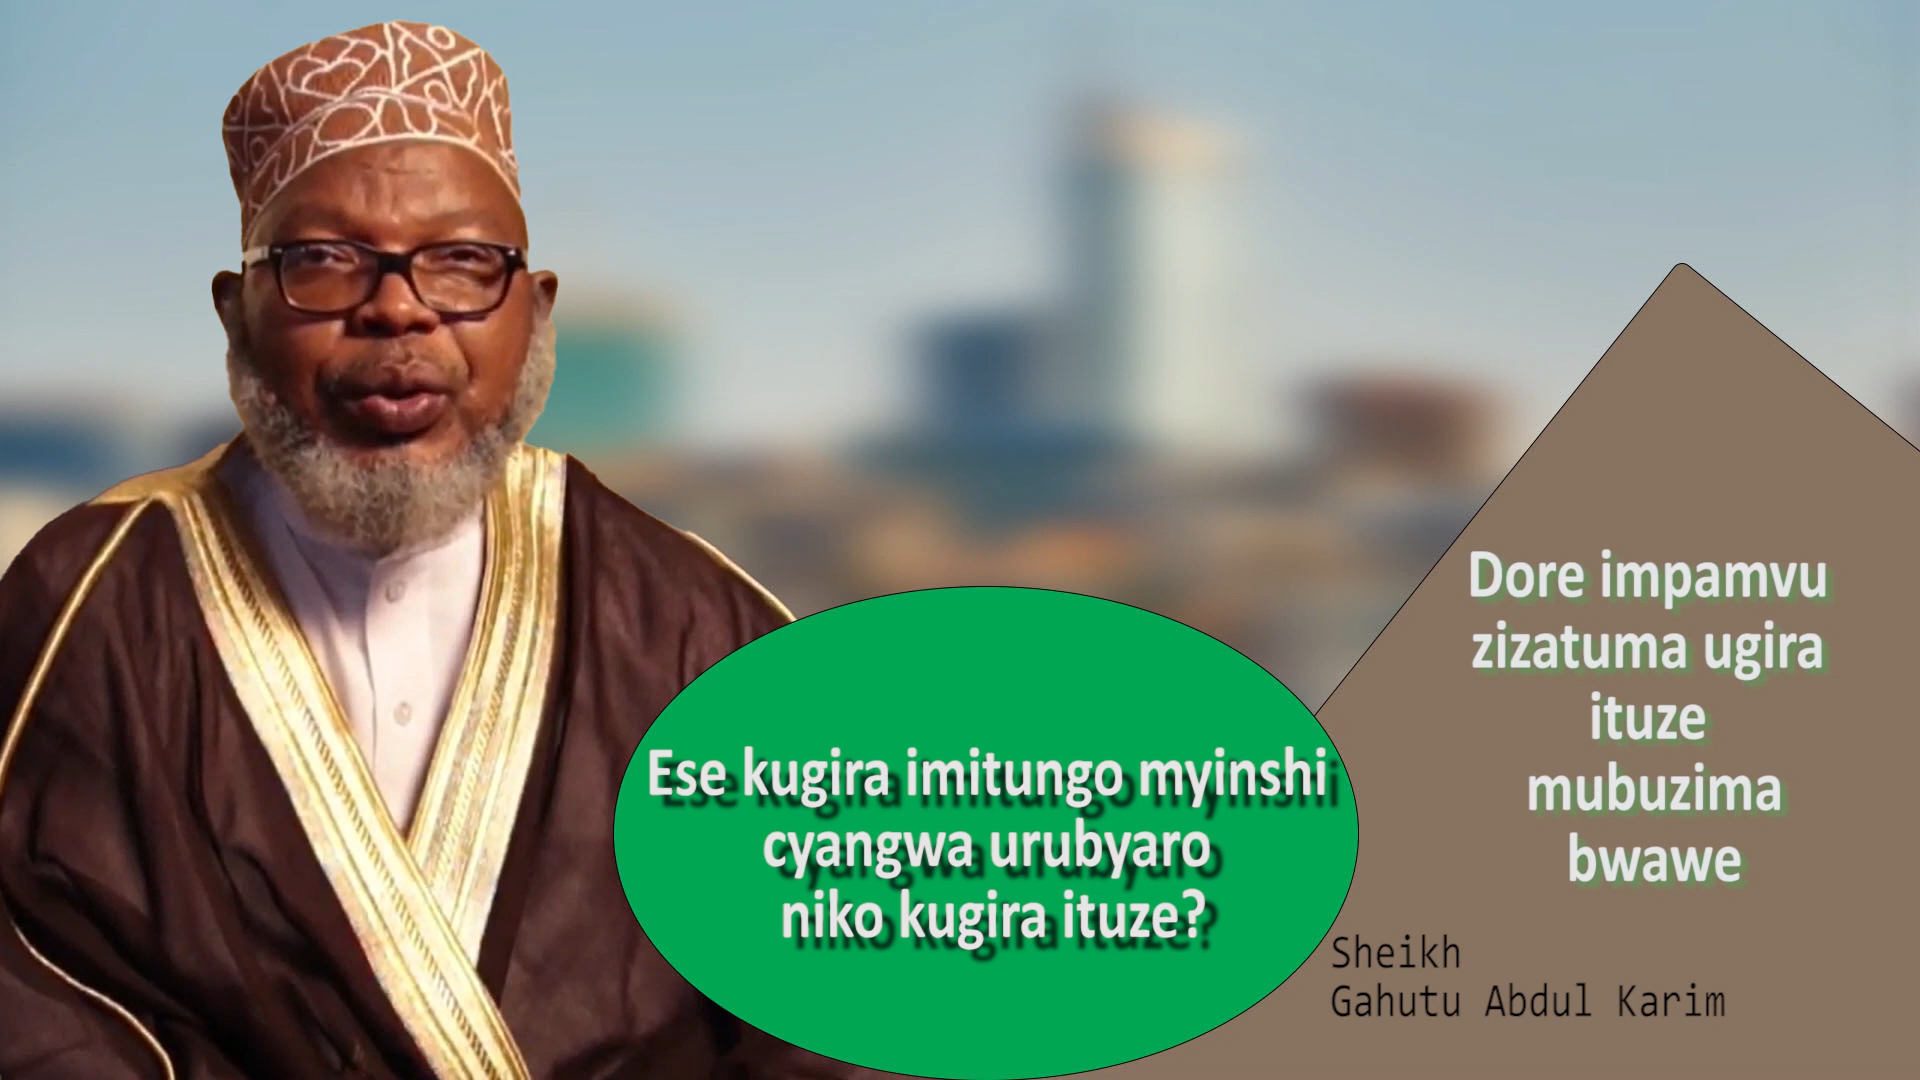 Ese kugira imitungo myinshi
cyangwa urubyaro
niko kugira ituze?
Dore impamvu
zizatuma ugira
ituze
mubuzima
bwawe
Sheikh
Gahutu Abdul Karim